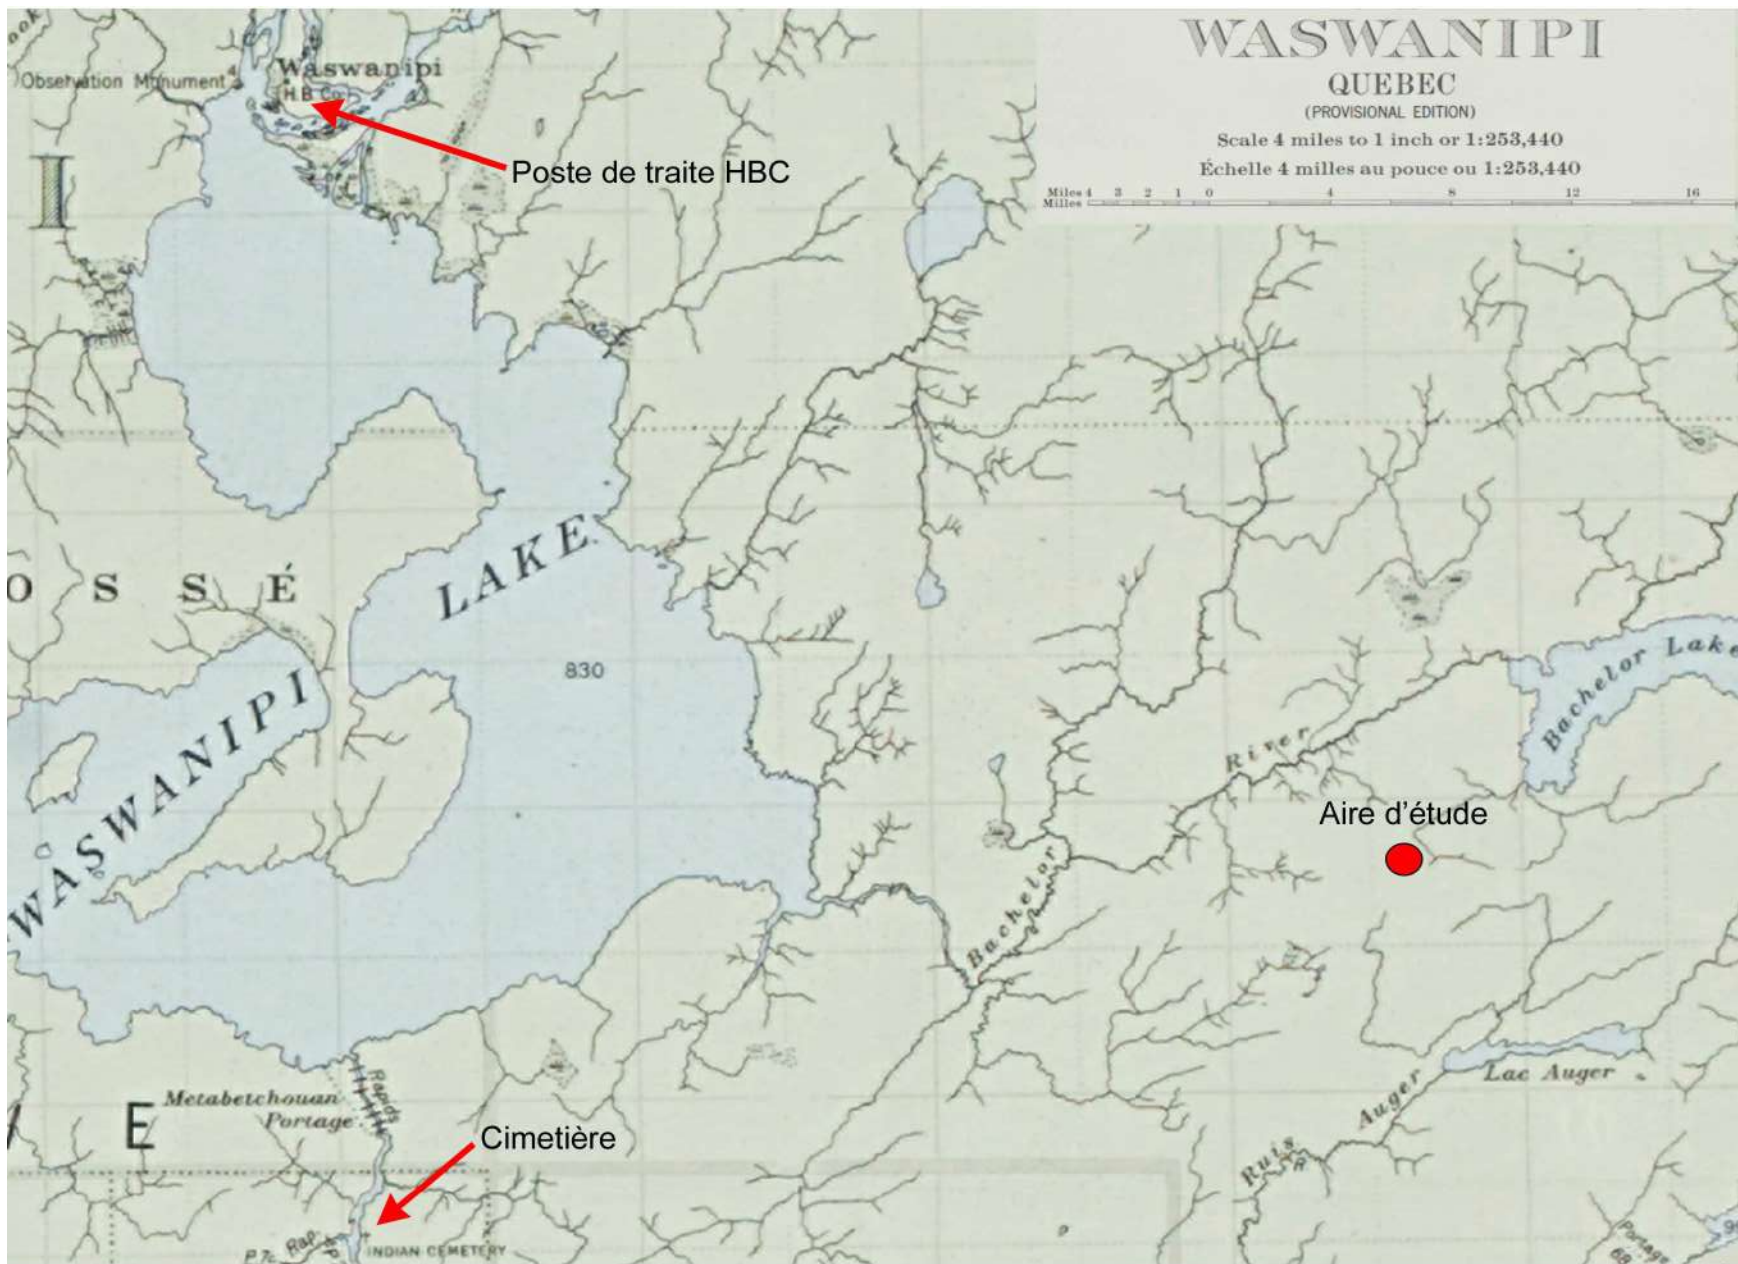 WASWANIPI
QUEBEC
(PROVISIONAL EDITION)
Scale 4 miles to 1 inch or 1:253,440
Échelle 4 milles au pouce ou 1:253,440
Miles 4 3 2 1 0 4 8 12 16
Milles
Waswanipi
Observation Monument
H.B.Co.
Poste de traite HBC
I
O S S É
LAKE
830
WASWANIPI
Bachelor Lake
River
Aire d'étude
Bachelor
Metabetchouan
Portage
Rapids
V E
Lac Auger
Auger
Ruis
R
Cimetière
Rap
INDIAN CEMETERY
Portage
68